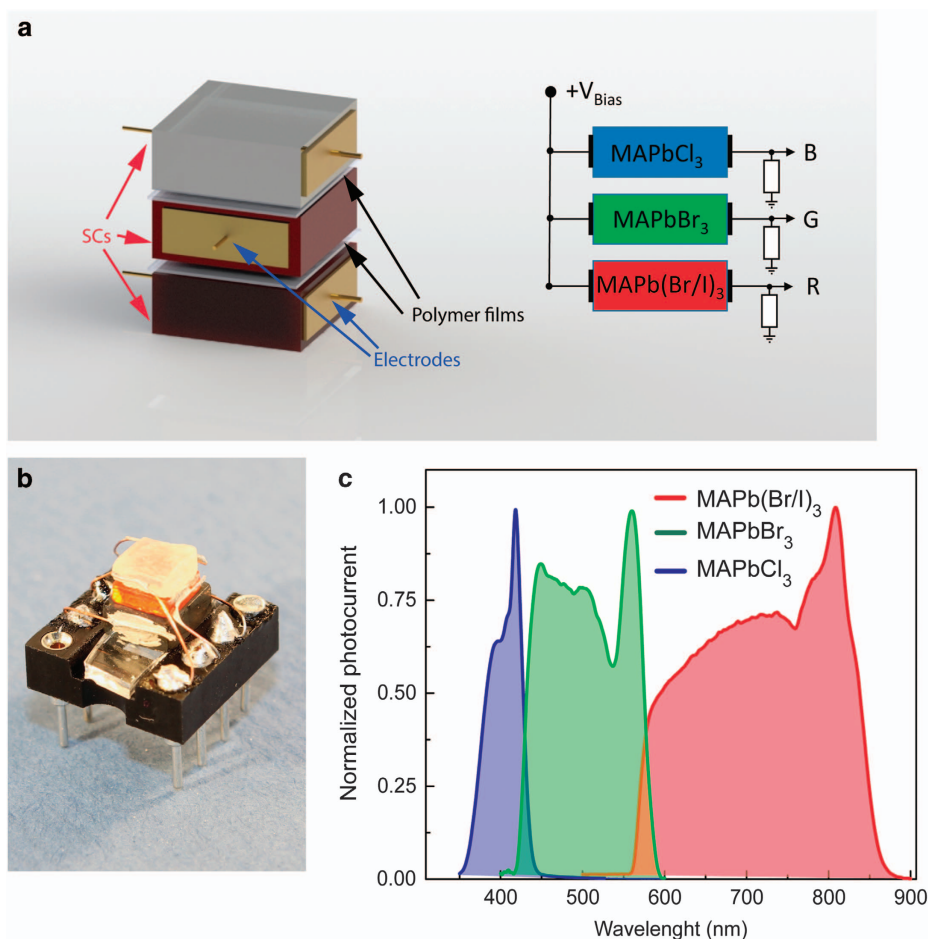 a
+V_Bias
MAPbCl₃
B
MAPbBr₃
G
MAPb(Br/I)₃
R
SCs
Polymer films
Electrodes
b
c
MAPb(Br/I)₃
MAPbBr₃
MAPbCl₃
1.00
0.75
0.50
0.25
0.00
Normalized photocurrent
400 500 600 700 800 900
Wavelenght (nm)